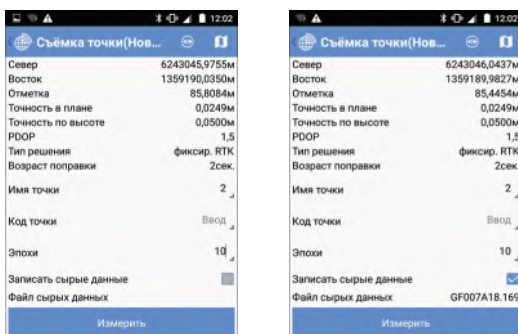 12:02
Съёмка точки(Нов...
Север 6243045,9755м
Восток 1359190,0350м
Отметка 85,8084м
Точность в плане 0,0249м
Точность по высоте 0,0500м
PDOP 1,5
Тип решения фиксир. RTK
Возраст поправки 2сек.
Имя точки 2
Код точки Ввод
Эпохи 10
Записать сырые данные
Файл сырых данных
Измерить
12:02
Съёмка точки(Нов...
Север 6243046,0437м
Восток 1359189,9827м
Отметка 85,4454м
Точность в плане 0,0249м
Точность по высоте 0,0500м
PDOP 1,5
Тип решения фиксир. RTK
Возраст поправки 2сек.
Имя точки 2
Код точки Ввод
Эпохи 10
Записать сырые данные
Файл сырых данных GF007A18.169
Измерить